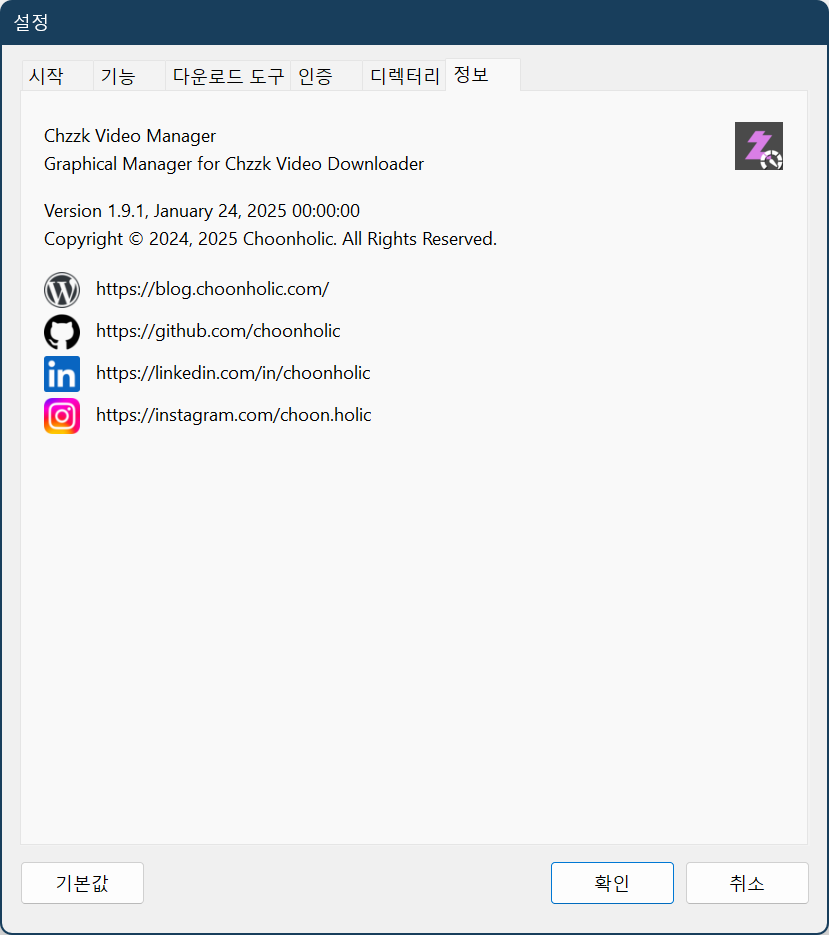 설정
시작 기능 다운로드 도구 인증 디렉터리 정보
Chzzk Video Manager
Graphical Manager for Chzzk Video Downloader
Version 1.9.1, January 24, 2025 00:00:00
Copyright © 2024, 2025 Choonholic. All Rights Reserved.
https://blog.choonholic.com/
https://github.com/choonholic
https://linkedin.com/in/choonholic
https://instagram.com/choon.holic
기본값 확인 취소